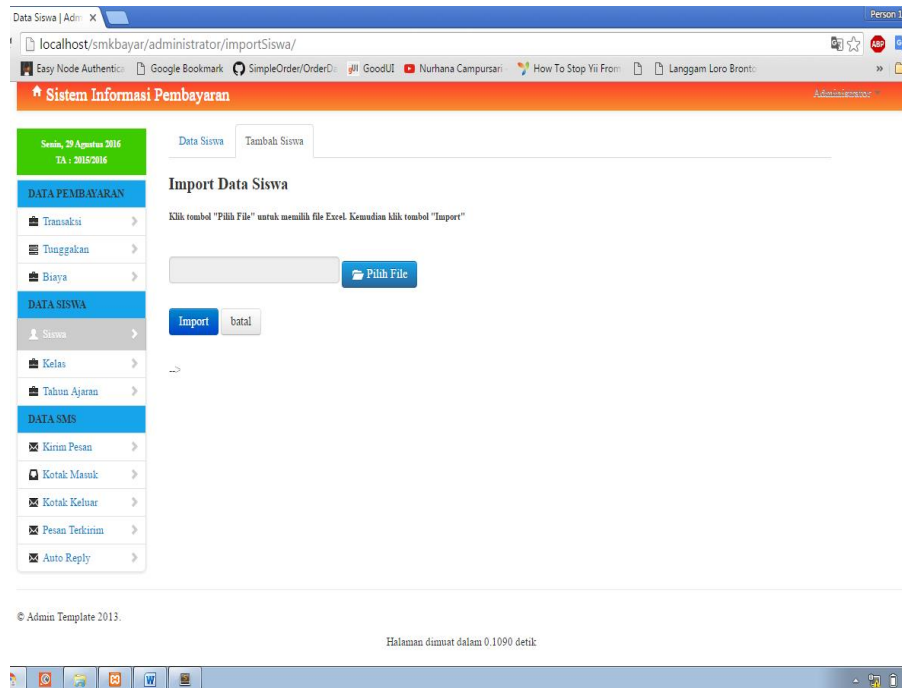 Data Siswa | Adm
Person 1
localhost/smkbayar/administrator/importSiswa/
Easy Node Authentica Google Bookmark SimpleOrder/OrderDe GoodUI Nurhana Campursari How To Stop Yii From Langgam Loro Bronto »
Sistem Informasi Pembayaran
Administrator
Senin, 29 Agustus 2016
TA : 2015/2016
Data Siswa Tambah Siswa
DATA PEMBAYARAN
Transaksi
Tunggakan
Biaya
DATA SISWA
Siswa
Kelas
Tahun Ajaran
DATA SMS
Kirim Pesan
Kotak Masuk
Kotak Keluar
Pesan Terkirim
Auto Reply
Import Data Siswa
Klik tombol "Pilih File" untuk memilih file Excel. Kemudian klik tombol "Import"
Pilih File
Import batal
-->
© Admin Template 2013.
Halaman dimuat dalam 0.1090 detik